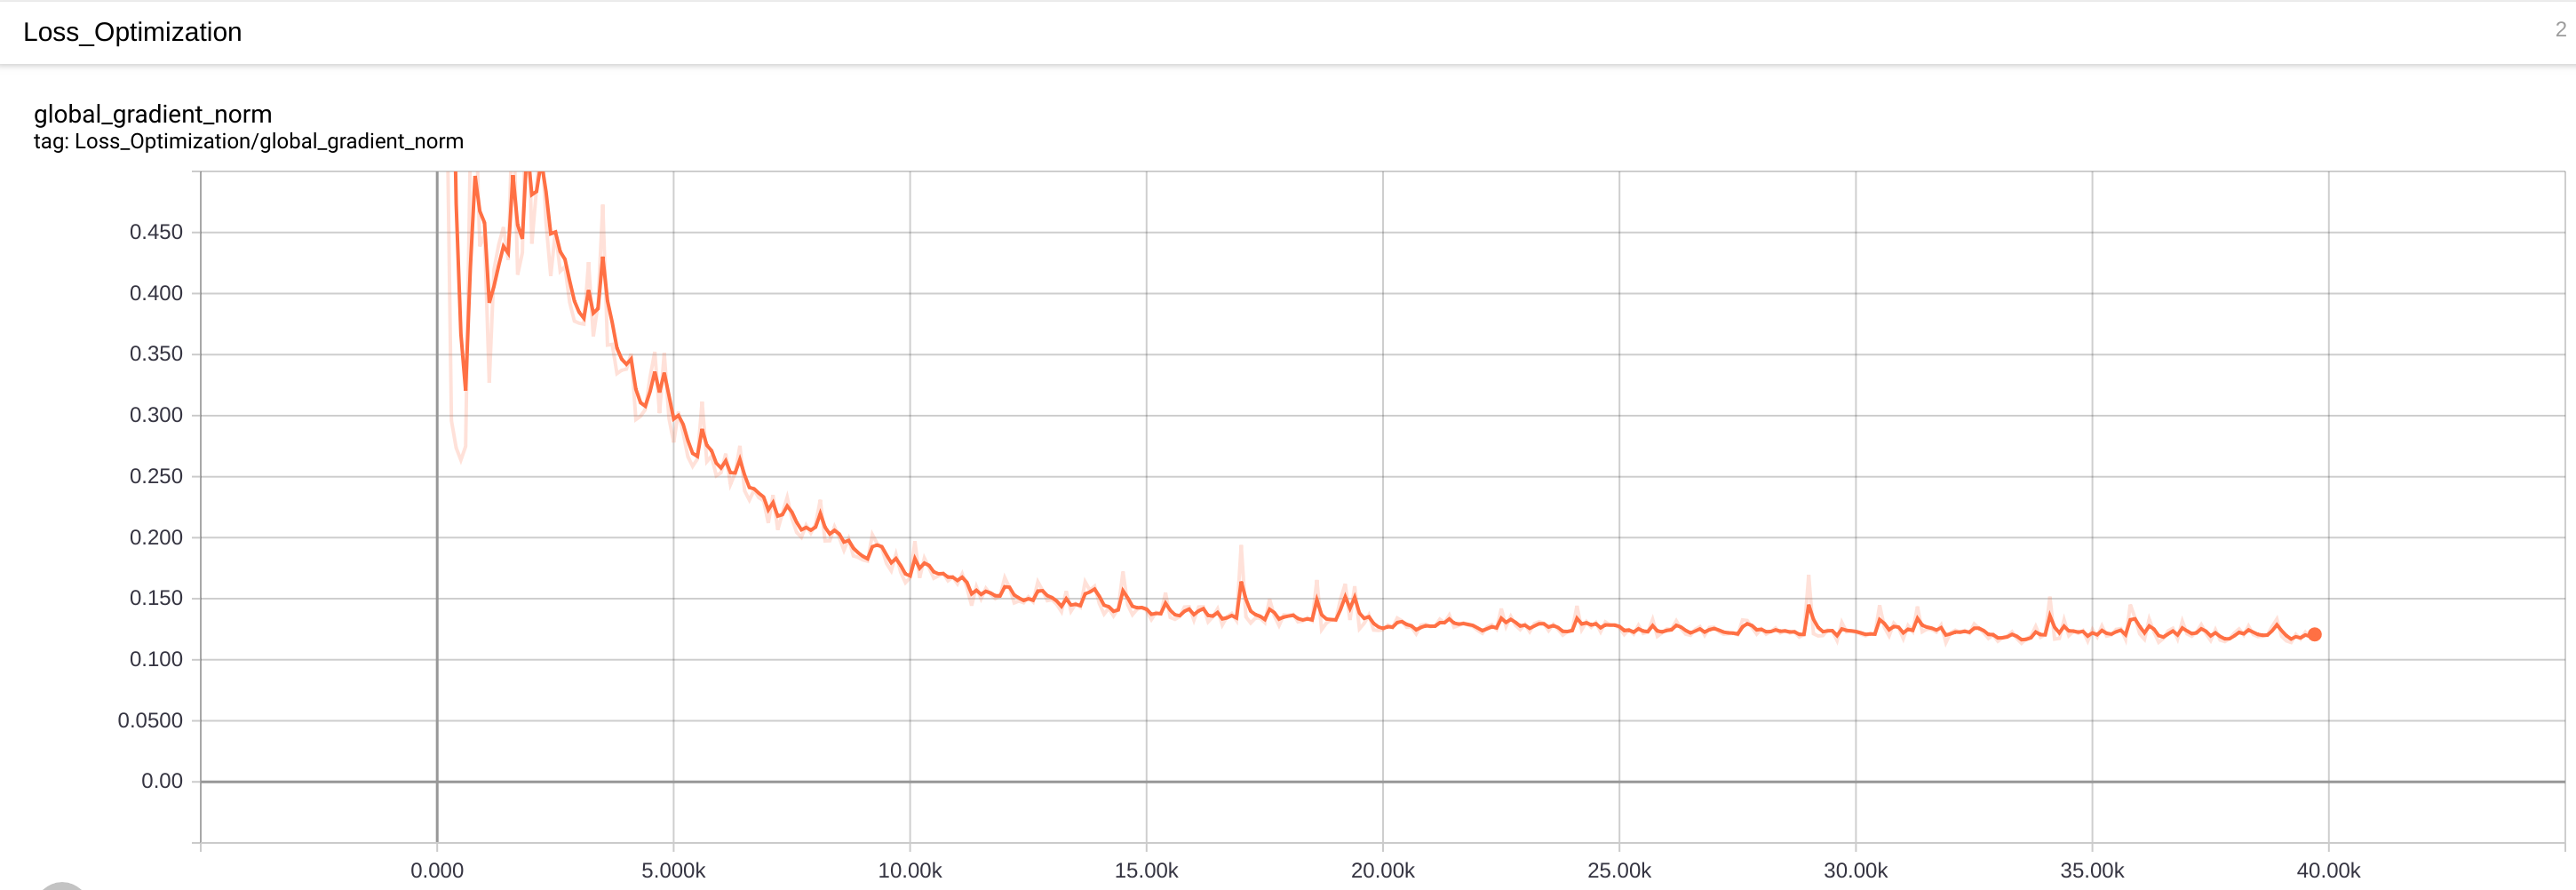 Loss_Optimization
2
global_gradient_norm
tag: Loss_Optimization/global_gradient_norm
0.450
0.400
0.350
0.300
0.250
0.200
0.150
0.100
0.0500
0.00
0.000 5.000k 10.00k 15.00k 20.00k 25.00k 30.00k 35.00k 40.00k